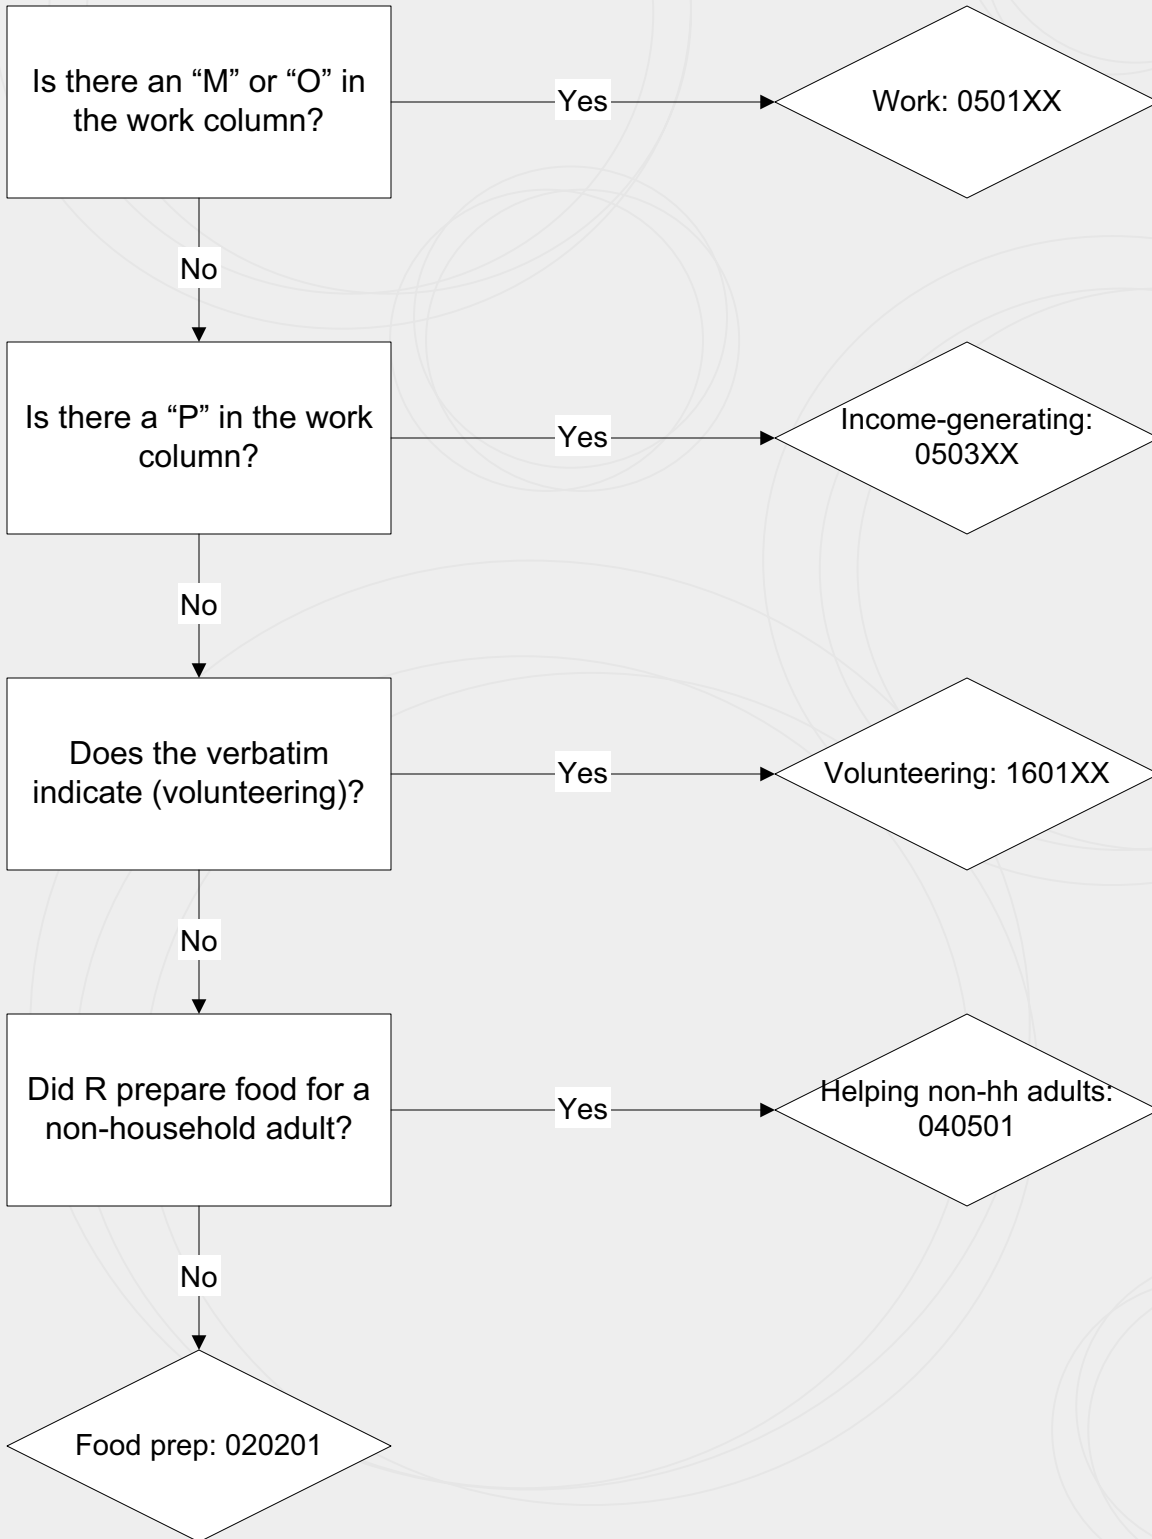 Is there an “M” or “O” in
the work column?
Yes
Work: 0501XX
No
Is there a “P” in the work
column?
Yes
Income-generating:
0503XX
No
Does the verbatim
indicate (volunteering)?
Yes
Volunteering: 1601XX
No
Did R prepare food for a
non-household adult?
Yes
Helping non-hh adults:
040501
No
Food prep: 020201